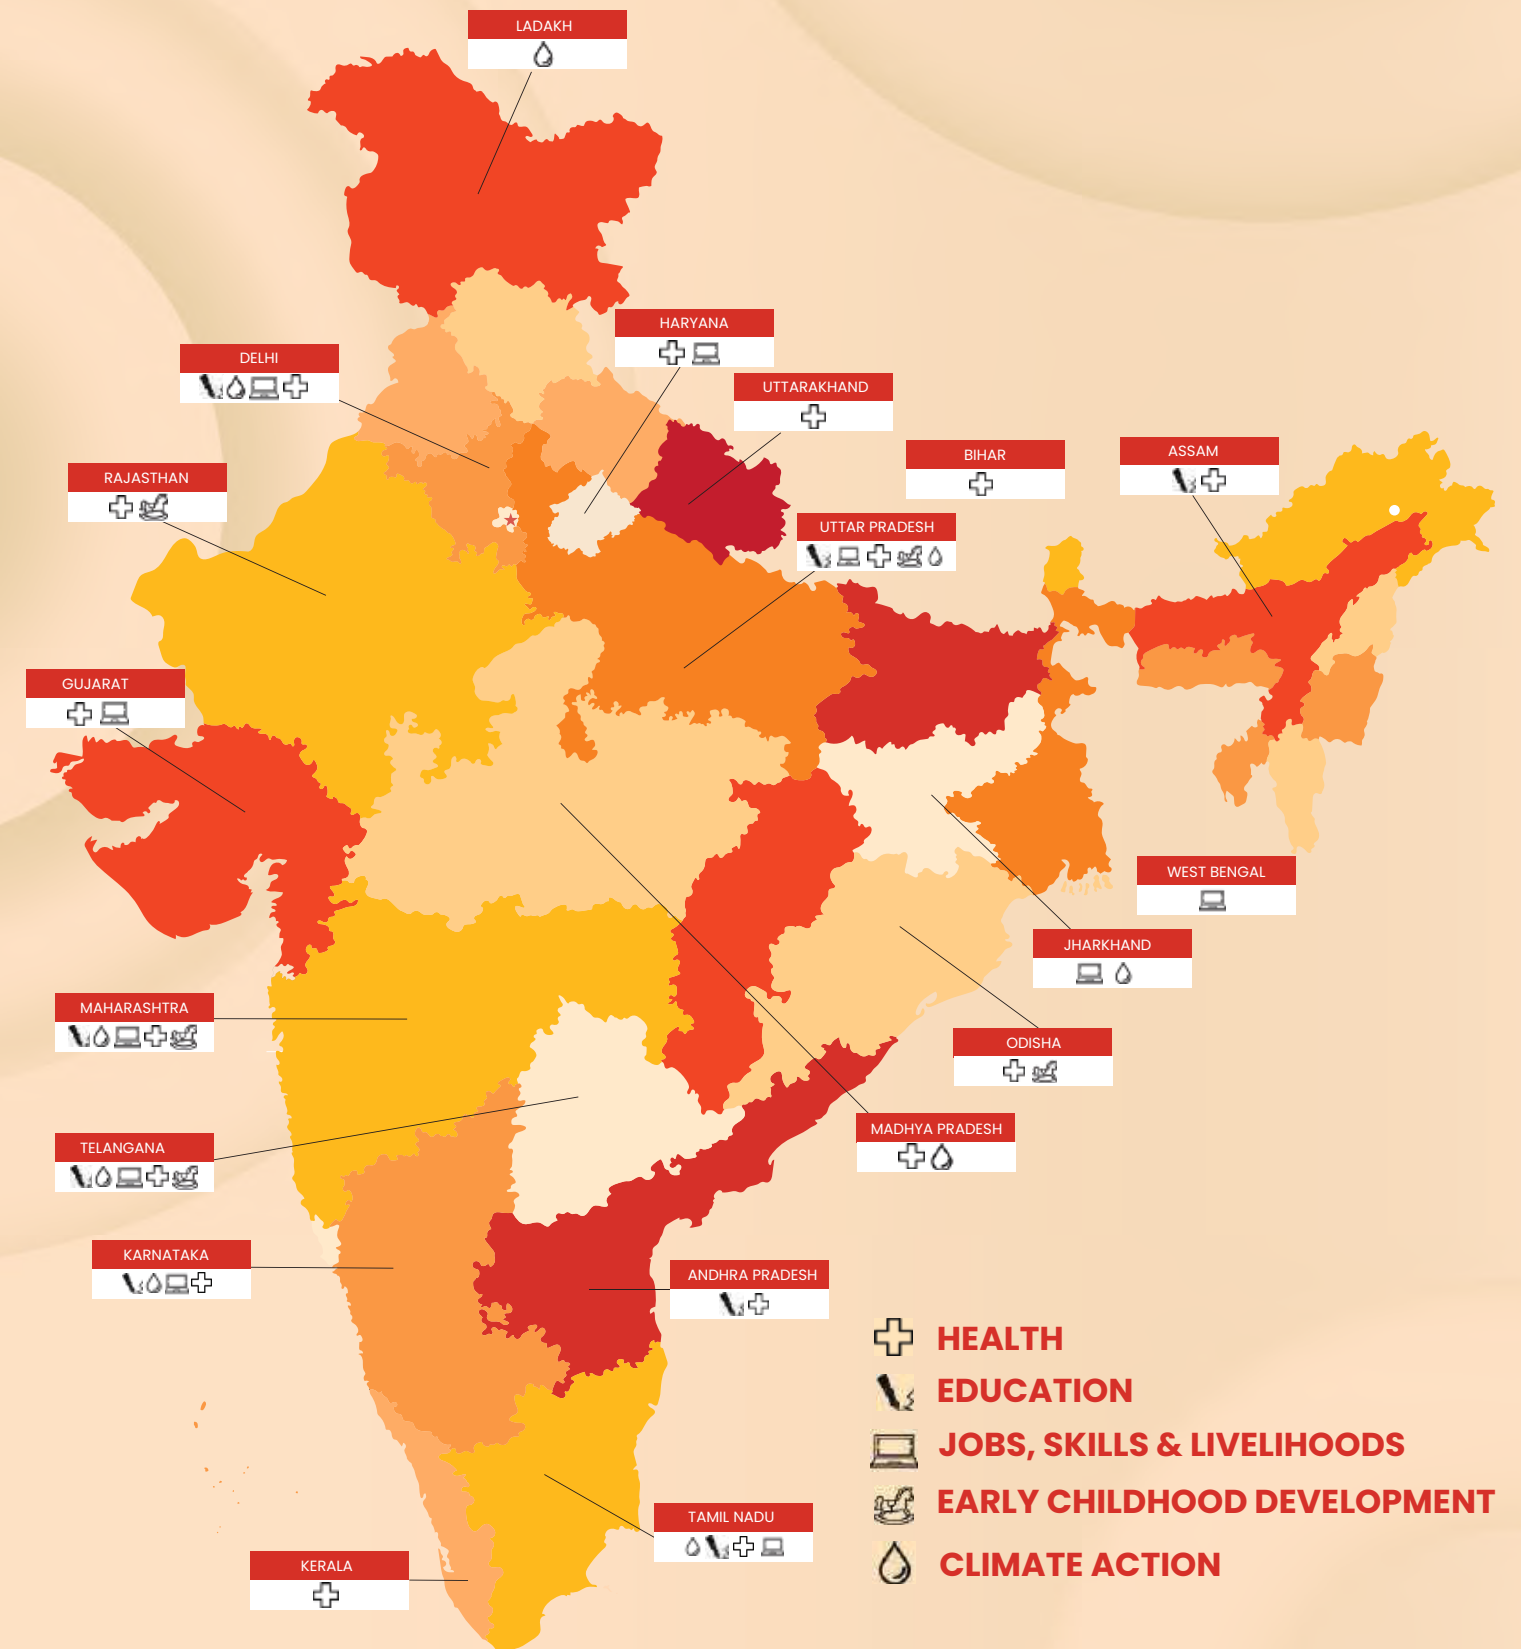 LADAKH
HARYANA
DELHI
UTTARAKHAND
BIHAR
ASSAM
RAJASTHAN
UTTAR PRADESH
GUJARAT
WEST BENGAL
JHARKHAND
MAHARASHTRA
ODISHA
MADHYA PRADESH
TELANGANA
KARNATAKA
ANDHRA PRADESH
TAMIL NADU
KERALA
HEALTH
EDUCATION
JOBS, SKILLS & LIVELIHOODS
EARLY CHILDHOOD DEVELOPMENT
CLIMATE ACTION